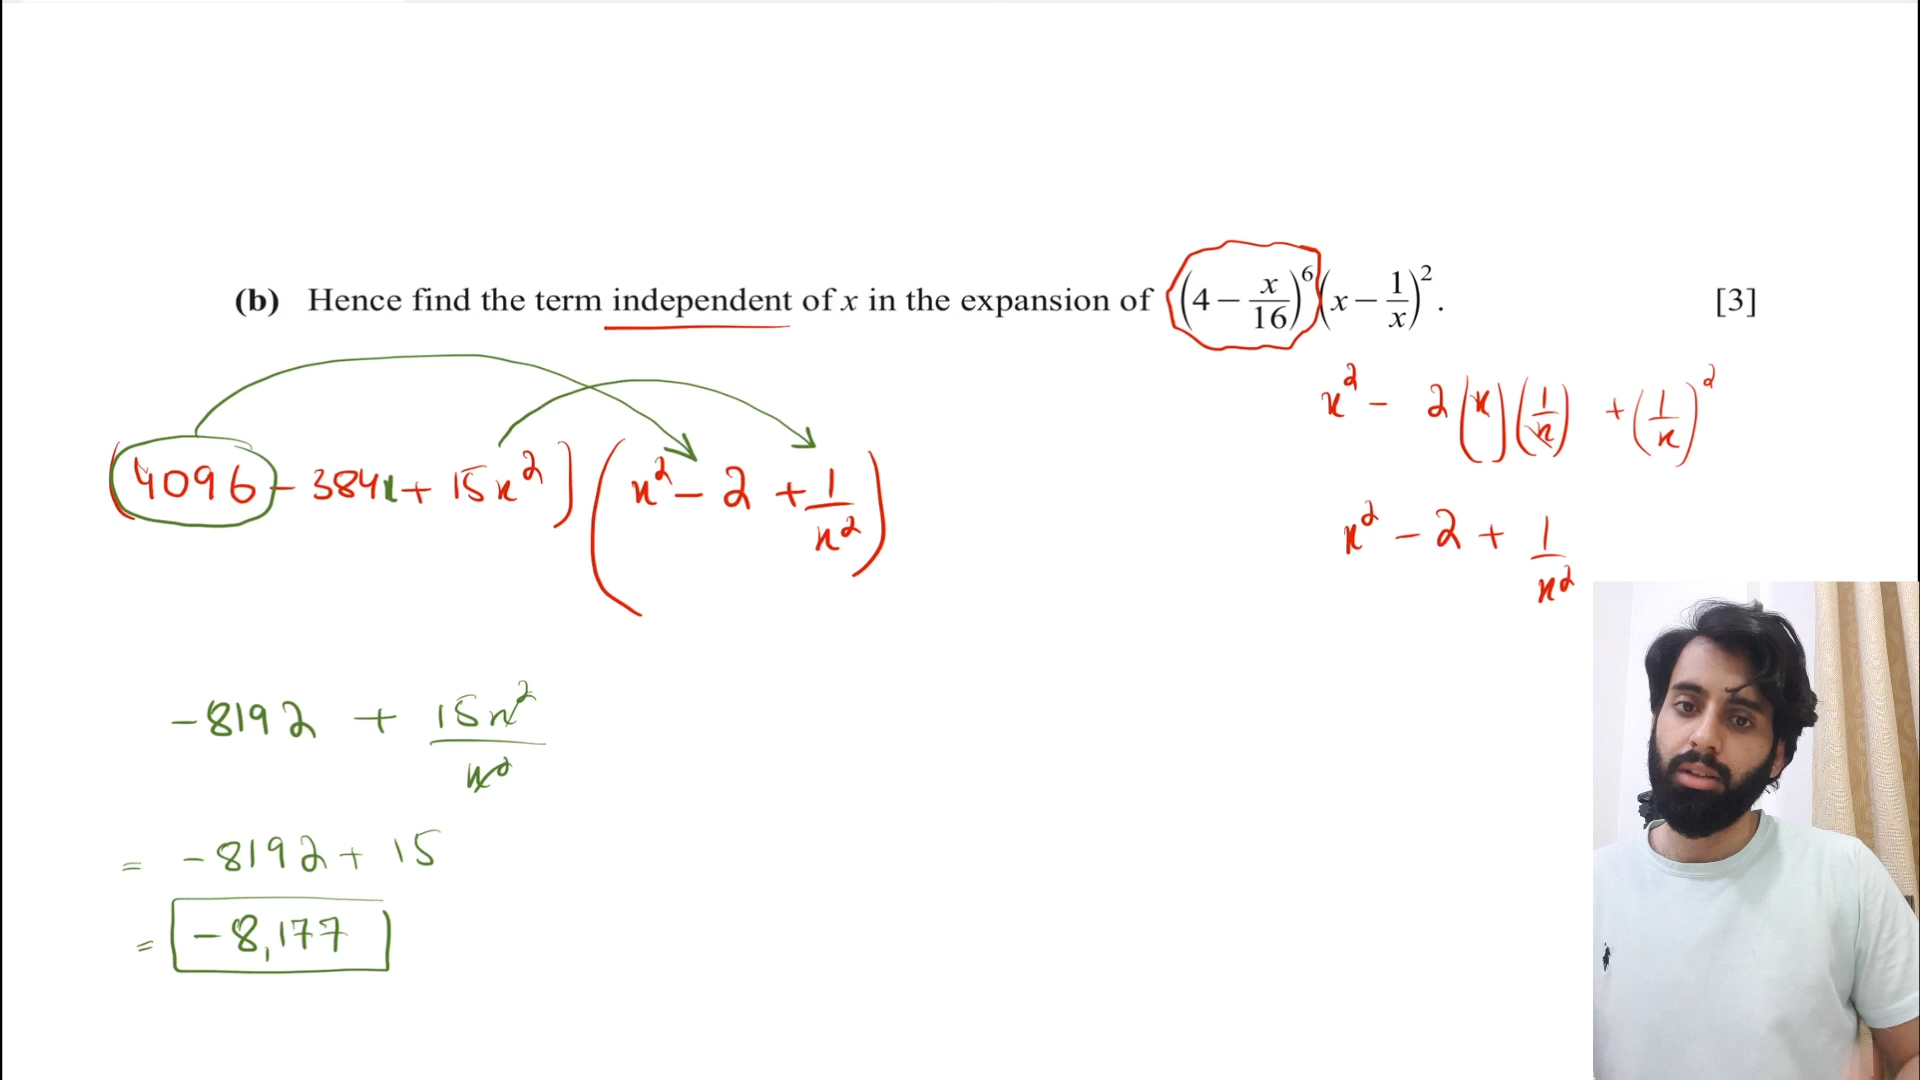 (b) Hence find the term independent of x in the expansion of (4 − x/16)⁶ (x − 1/x)². [3]
x² − 2(x)(1/x) + (1/x)²
(4096 − 384x + 15x²)(x² − 2 + 1/x²)
x² − 2 + 1/x²
−8192 + 15x²/x²
= −8192 + 15
= −8,177